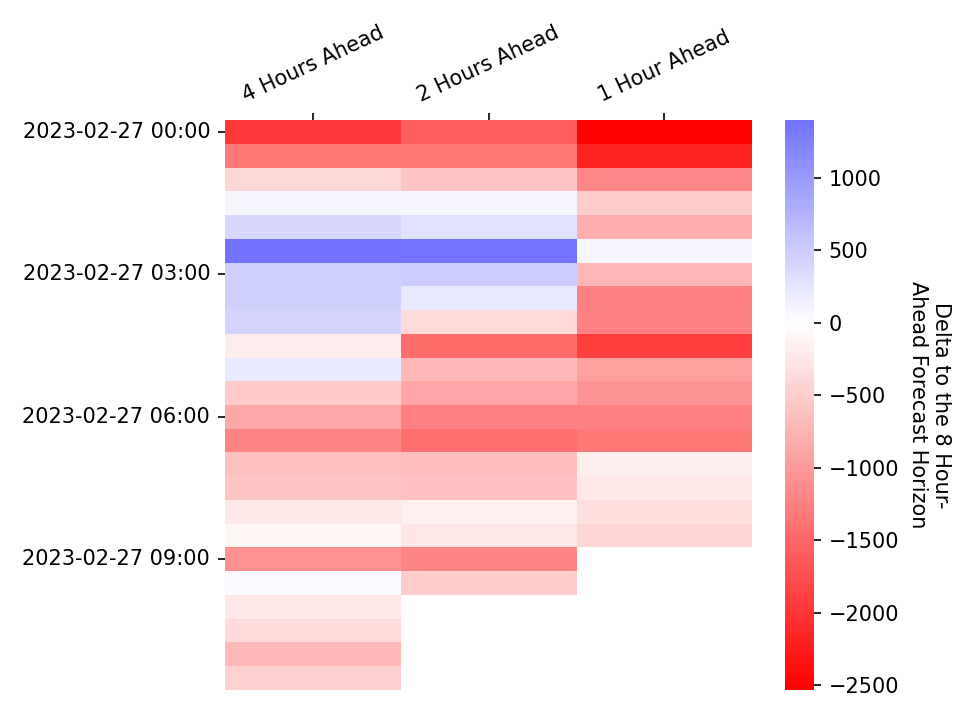 4 Hours Ahead
2 Hours Ahead
1 Hour Ahead
2023-02-27 00:00
2023-02-27 03:00
2023-02-27 06:00
2023-02-27 09:00
1000
500
0
−500
−1000
−1500
−2000
−2500
Delta to the 8 Hour-
Ahead Forecast Horizon